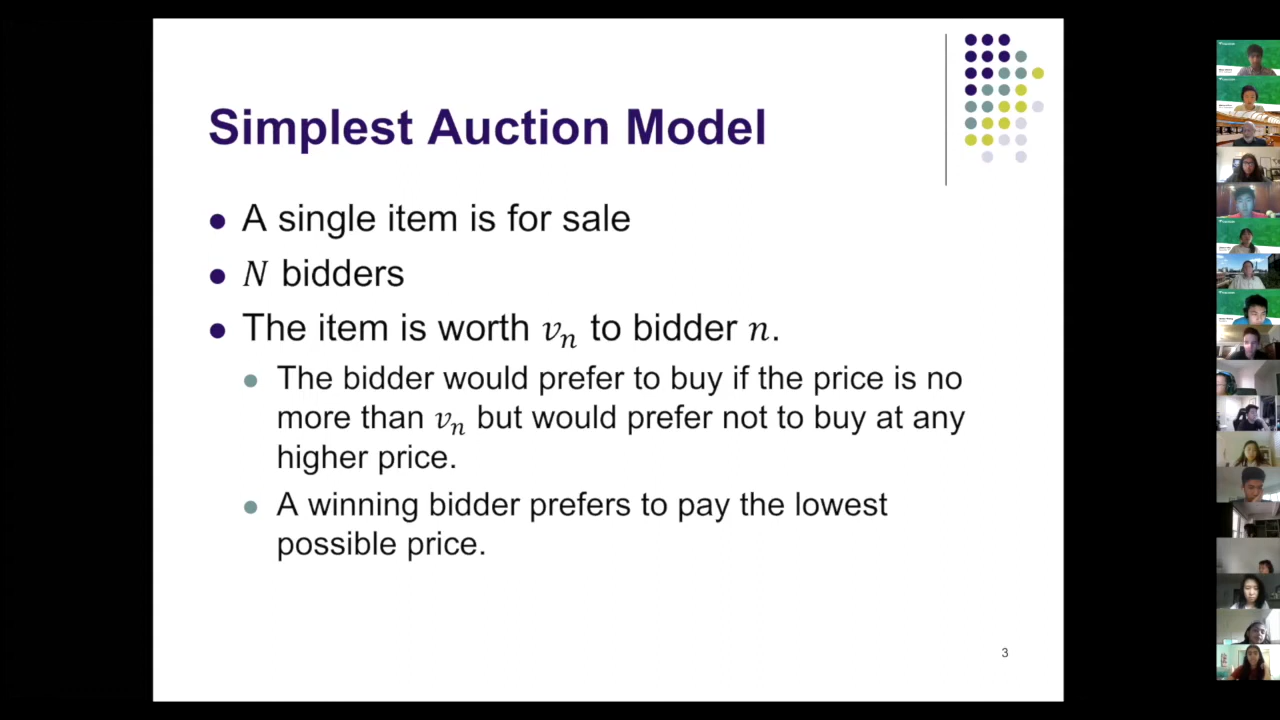 Simplest Auction Model
A single item is for sale
N bidders
The item is worth vₙ to bidder n.
The bidder would prefer to buy if the price is no
more than vₙ but would prefer not to buy at any
higher price.
A winning bidder prefers to pay the lowest
possible price.
3